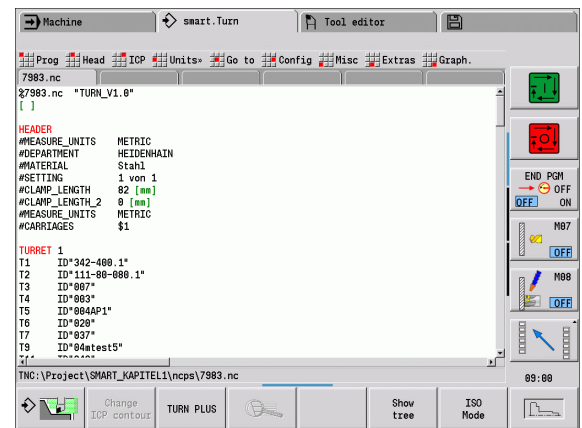 Machine smart.Turn Tool editor
Prog Head ICP Units» Go to Config Misc Extras Graph.
7983.nc
%7983.nc "TURN_V1.0"
[ ]
HEADER
#MEASURE_UNITS METRIC
#DEPARTMENT HEIDENHAIN
#MATERIAL Stahl
#SETTING 1 von 1
#CLAMP_LENGTH 82 [mm]
#CLAMP_LENGTH_2 0 [mm]
#MEASURE_UNITS METRIC
#CARRIAGES $1
TURRET 1
T1 ID"342-400.1"
T2 ID"111-80-080.1"
T3 ID"007"
T4 ID"003"
T5 ID"004AP1"
T6 ID"020"
T7 ID"037"
T9 ID"04mtest5"
TNC:\Project\SMART_KAPITEL1\ncps\7983.nc
END PGM
OFF
OFF ON
M07
OFF
M08
OFF
09:00
Change ICP contour
TURN PLUS
Show tree
ISO Mode